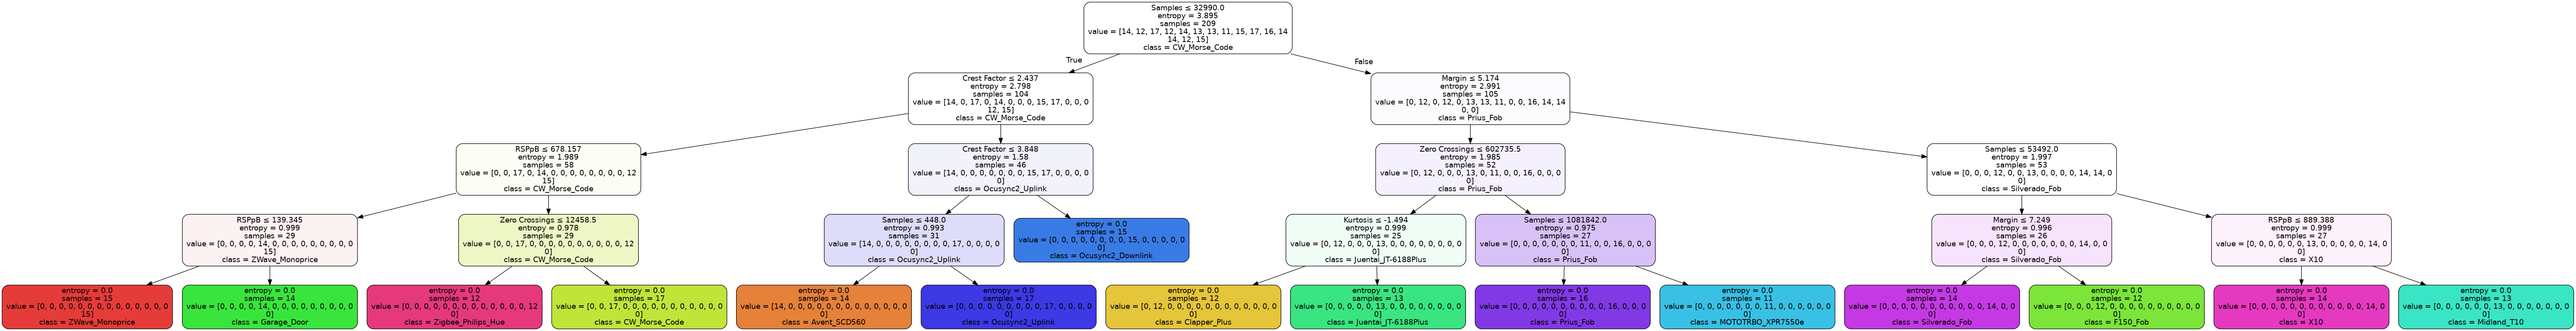 Samples ≤ 32990.0
entropy = 3.895
samples = 209
value = [14, 12, 17, 12, 14, 13, 13, 11, 15, 17, 16, 14
14, 12, 15]
class = CW_Morse_Code
True
False
Crest Factor ≤ 2.437
entropy = 2.798
samples = 104
value = [14, 0, 17, 0, 14, 0, 0, 0, 15, 17, 0, 0, 0
12, 15]
class = CW_Morse_Code
Margin ≤ 5.174
entropy = 2.991
samples = 105
value = [0, 12, 0, 12, 0, 13, 13, 11, 0, 0, 16, 14, 14
0, 0]
class = Prius_Fob
RSPpB ≤ 678.157
entropy = 1.989
samples = 58
value = [0, 0, 17, 0, 14, 0, 0, 0, 0, 0, 0, 0, 0, 12
15]
class = CW_Morse_Code
Crest Factor ≤ 3.848
entropy = 1.58
samples = 46
value = [14, 0, 0, 0, 0, 0, 0, 0, 15, 17, 0, 0, 0, 0
0]
class = Ocusync2_Uplink
Zero Crossings ≤ 602735.5
entropy = 1.985
samples = 52
value = [0, 12, 0, 0, 0, 13, 0, 11, 0, 0, 16, 0, 0, 0
0]
class = Prius_Fob
Samples ≤ 53492.0
entropy = 1.997
samples = 53
value = [0, 0, 0, 12, 0, 0, 13, 0, 0, 0, 0, 14, 14, 0
0]
class = Silverado_Fob
RSPpB ≤ 139.345
entropy = 0.999
samples = 29
value = [0, 0, 0, 0, 14, 0, 0, 0, 0, 0, 0, 0, 0, 0
15]
class = ZWave_Monoprice
Zero Crossings ≤ 12458.5
entropy = 0.978
samples = 29
value = [0, 0, 17, 0, 0, 0, 0, 0, 0, 0, 0, 0, 0, 12
0]
class = CW_Morse_Code
Samples ≤ 448.0
entropy = 0.993
samples = 31
value = [14, 0, 0, 0, 0, 0, 0, 0, 0, 17, 0, 0, 0, 0
0]
class = Ocusync2_Uplink
entropy = 0.0
samples = 15
value = [0, 0, 0, 0, 0, 0, 0, 0, 15, 0, 0, 0, 0, 0
0]
class = Ocusync2_Downlink
Kurtosis ≤ -1.494
entropy = 0.999
samples = 25
value = [0, 12, 0, 0, 0, 13, 0, 0, 0, 0, 0, 0, 0, 0
0]
class = Juentai_JT-6188Plus
Samples ≤ 1081842.0
entropy = 0.975
samples = 27
value = [0, 0, 0, 0, 0, 0, 0, 11, 0, 0, 16, 0, 0, 0
0]
class = Prius_Fob
Margin ≤ 7.249
entropy = 0.996
samples = 26
value = [0, 0, 0, 12, 0, 0, 0, 0, 0, 0, 0, 14, 0, 0
0]
class = Silverado_Fob
RSPpB ≤ 889.388
entropy = 0.999
samples = 27
value = [0, 0, 0, 0, 0, 0, 13, 0, 0, 0, 0, 0, 14, 0
0]
class = X10
entropy = 0.0
samples = 15
value = [0, 0, 0, 0, 0, 0, 0, 0, 0, 0, 0, 0, 0, 0
15]
class = ZWave_Monoprice
entropy = 0.0
samples = 14
value = [0, 0, 0, 0, 14, 0, 0, 0, 0, 0, 0, 0, 0, 0
0]
class = Garage_Door
entropy = 0.0
samples = 12
value = [0, 0, 0, 0, 0, 0, 0, 0, 0, 0, 0, 0, 0, 12
0]
class = Zigbee_Philips_Hue
entropy = 0.0
samples = 17
value = [0, 0, 17, 0, 0, 0, 0, 0, 0, 0, 0, 0, 0, 0
0]
class = CW_Morse_Code
entropy = 0.0
samples = 14
value = [14, 0, 0, 0, 0, 0, 0, 0, 0, 0, 0, 0, 0, 0
0]
class = Avent_SCD560
entropy = 0.0
samples = 17
value = [0, 0, 0, 0, 0, 0, 0, 0, 0, 17, 0, 0, 0, 0
0]
class = Ocusync2_Uplink
entropy = 0.0
samples = 12
value = [0, 12, 0, 0, 0, 0, 0, 0, 0, 0, 0, 0, 0, 0
0]
class = Clapper_Plus
entropy = 0.0
samples = 13
value = [0, 0, 0, 0, 0, 13, 0, 0, 0, 0, 0, 0, 0, 0
0]
class = Juentai_JT-6188Plus
entropy = 0.0
samples = 16
value = [0, 0, 0, 0, 0, 0, 0, 0, 0, 0, 16, 0, 0, 0
0]
class = Prius_Fob
entropy = 0.0
samples = 11
value = [0, 0, 0, 0, 0, 0, 0, 11, 0, 0, 0, 0, 0, 0
0]
class = MOTOTRBO_XPR7550e
entropy = 0.0
samples = 14
value = [0, 0, 0, 0, 0, 0, 0, 0, 0, 0, 0, 14, 0, 0
0]
class = Silverado_Fob
entropy = 0.0
samples = 12
value = [0, 0, 0, 12, 0, 0, 0, 0, 0, 0, 0, 0, 0, 0
0]
class = F150_Fob
entropy = 0.0
samples = 14
value = [0, 0, 0, 0, 0, 0, 0, 0, 0, 0, 0, 0, 14, 0
0]
class = X10
entropy = 0.0
samples = 13
value = [0, 0, 0, 0, 0, 0, 13, 0, 0, 0, 0, 0, 0, 0
0]
class = Midland_T10